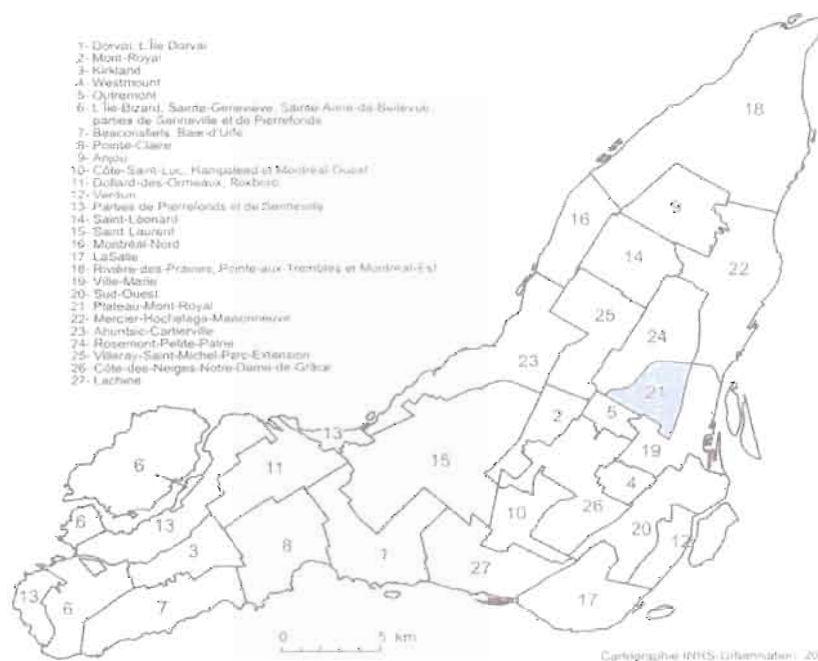 1- Dorval, L'Île Dorval
2- Mont-Royal
3- Kirkland
4- Westmount
5- Outremont
6- L'Île-Bizard, Sainte-Geneviève, Sainte-Anne-de-Bellevue,
parties de Senneville et de Pierrefonds
7- Beaconsfield, Baie-d'Urfé
8- Pointe-Claire
9- Anjou
10- Côte-Saint-Luc, Hampstead et Montréal-Ouest
11- Dollard-des-Ormeaux, Roxboro
12- Verdun
13- Parties de Pierrefonds et de Senneville
14- Saint-Léonard
15- Saint-Laurent
16- Montréal-Nord
17- LaSalle
18- Rivière-des-Prairies, Pointe-aux-Trembles et Montréal-Est
19- Ville-Marie
20- Sud-Ouest
21- Plateau-Mont-Royal
22- Mercier-Hochelaga-Maisonneuve
23- Ahuntsic-Cartierville
24- Rosemont-Petite-Patrie
25- Villeray-Saint-Michel-Parc-Extension
26- Côte-des-Neiges-Notre-Dame-de-Grâce
27- Lachine
18
9
16
14
22
25
24
23
21
2
5
13
19
15
6
11
4
10
26
6
13
20
12
3
8
1
27
13
6
7
17
0 5 km
Cartographie INRS-Urbanisation, 20